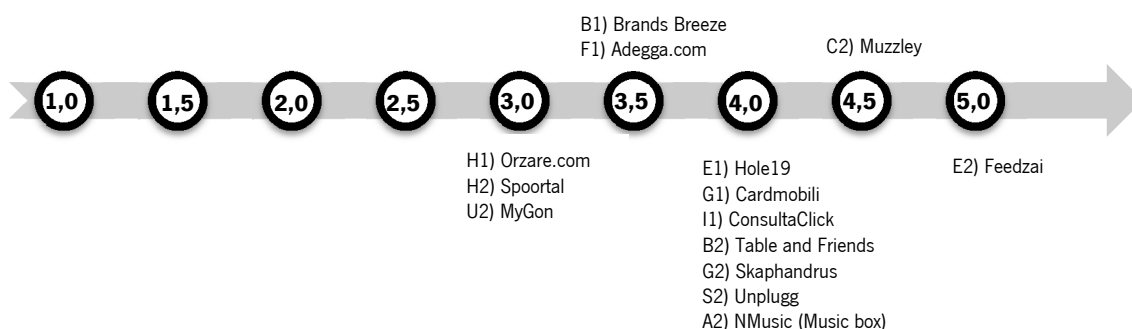 B1) Brands Breeze
F1) Adegga.com
C2) Muzzley
1,0
1,5
2,0
2,5
3,0
3,5
4,0
4,5
5,0
H1) Orzare.com
H2) Spoortal
U2) MyGon
E1) Hole19
G1) Cardmobili
I1) ConsultaClick
B2) Table and Friends
G2) Skaphandrus
S2) Unplugg
A2) NMusic (Music box)
E2) Feedzai